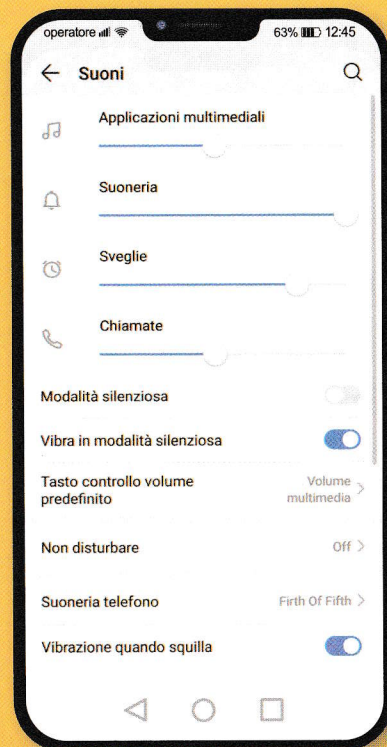 operatore 63% 12:45
Suoni
Applicazioni multimediali
Suoneria
Sveglie
Chiamate
Modalità silenziosa
Vibra in modalità silenziosa
Tasto controllo volume
predefinito
Volume
multimedia
Non disturbare Off
Suoneria telefono Firth Of Fifth
Vibrazione quando squilla